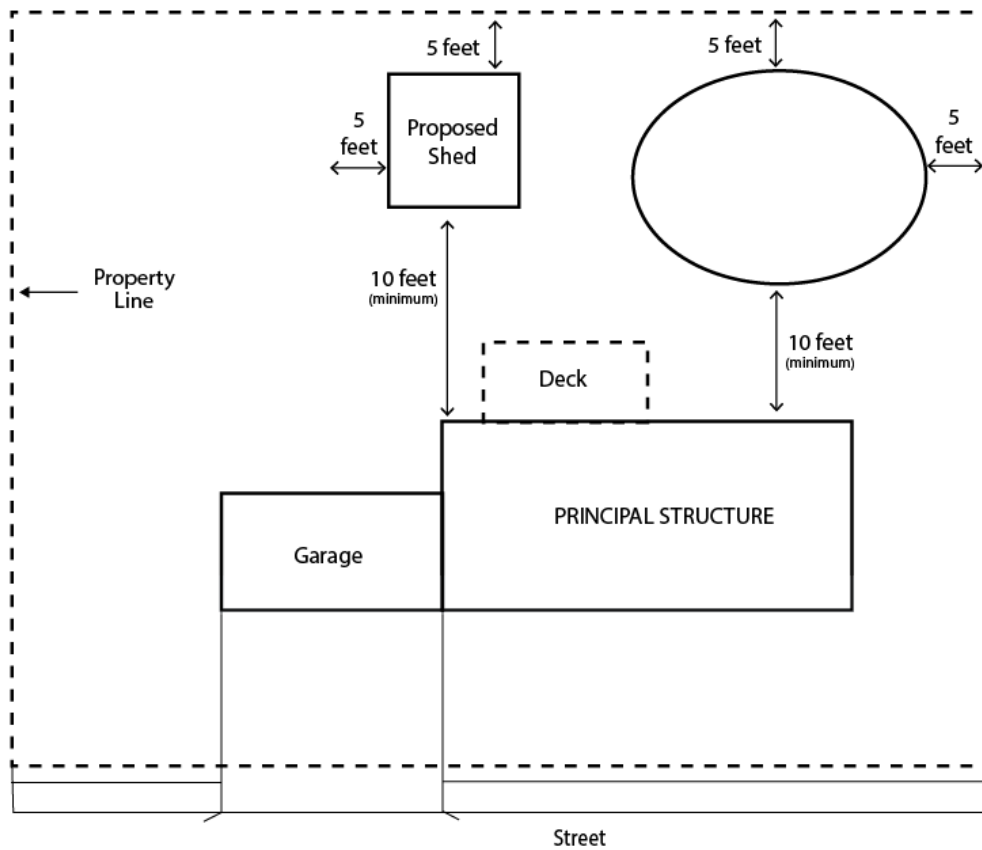 5 feet
5 feet
5
feet
Proposed
Shed
5
feet
Property
Line
10 feet
(minimum)
10 feet
(minimum)
Deck
PRINCIPAL STRUCTURE
Garage
Street